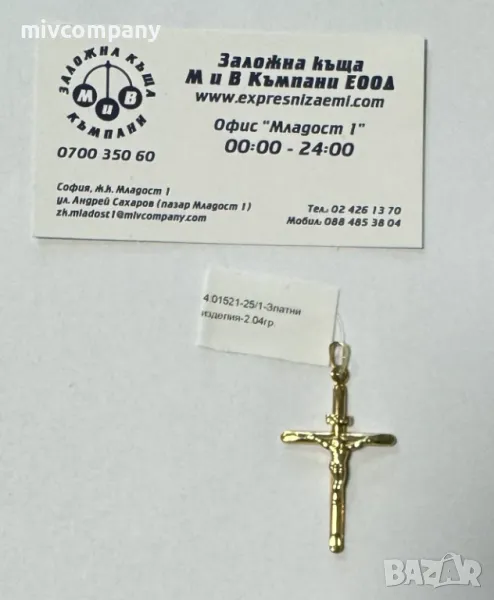 mivcompany
ЗАЛОЖНА КЪЩА
М и В
КЪМПАНИ
0700 350 60
Заложна къща
М и В Къмпани ЕООД
www.expresnizaemi.com
Офис "Младост 1"
00:00 - 24:00
София, ж.к. Младост 1
ул. Андрей Сахаров (пазар Младост 1)
zk.mladost1@mivcompany.com
Тел.: 02 426 13 70
Мобил.: 088 485 38 04
4.01521-25/1-Златни
изделия-2.04гр.
BAZAR